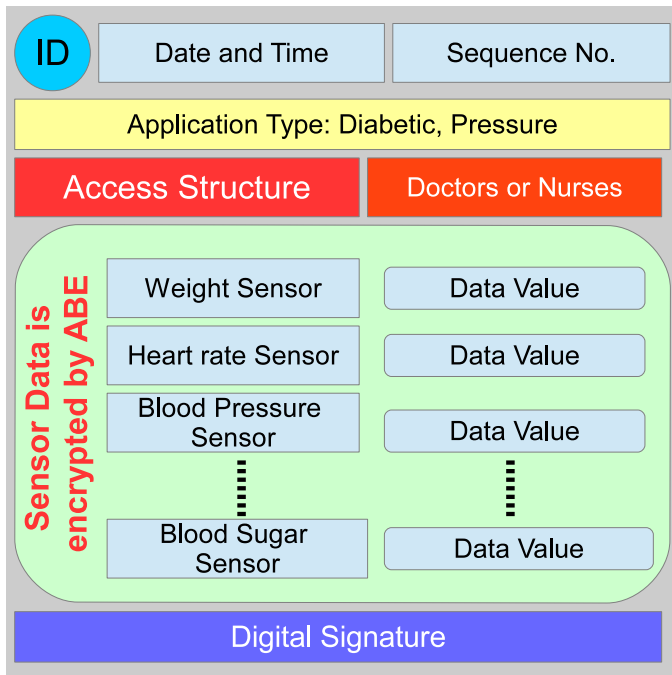 ID
Date and Time
Sequence No.
Application Type: Diabetic, Pressure
Access Structure
Doctors or Nurses
Sensor Data is
encrypted by ABE
Weight Sensor
Data Value
Heart rate Sensor
Data Value
Blood Pressure
Sensor
Data Value
Blood Sugar
Sensor
Data Value
Digital Signature